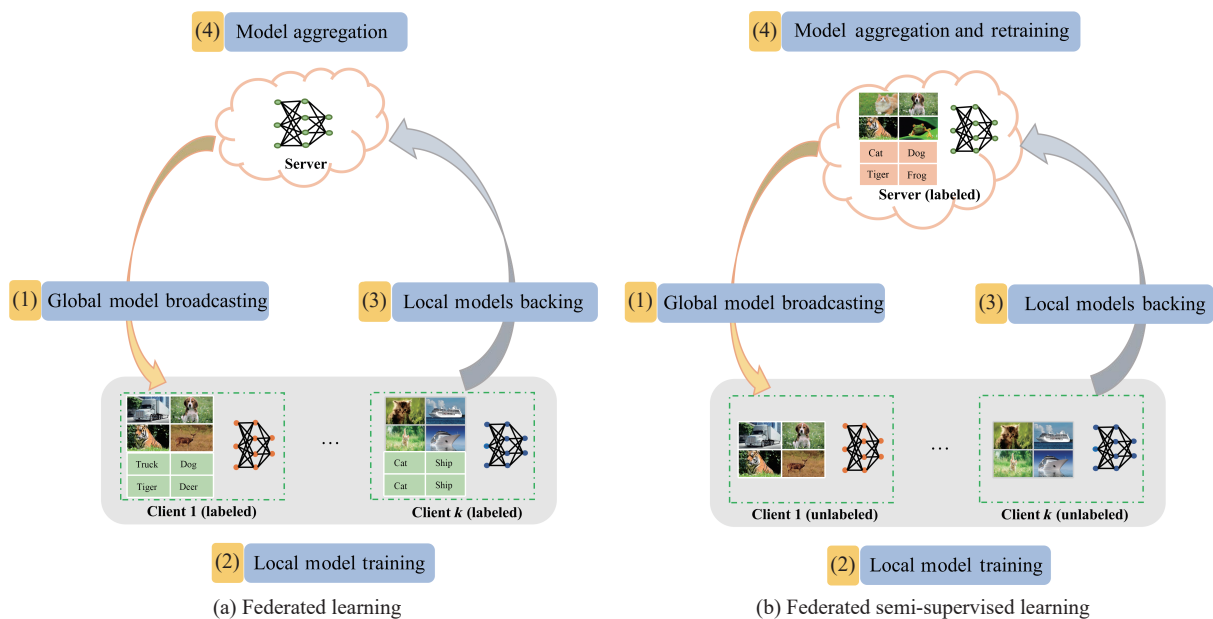 (4) Model aggregation
Server
(1) Global model broadcasting
(3) Local models backing
Truck Dog
Tiger Deer
Client 1 (labeled)
...
Cat Ship
Cat Ship
Client k (labeled)
(2) Local model training
(a) Federated learning
(4) Model aggregation and retraining
Cat Dog
Tiger Frog
Server (labeled)
(1) Global model broadcasting
(3) Local models backing
Client 1 (unlabeled)
...
Client k (unlabeled)
(2) Local model training
(b) Federated semi-supervised learning